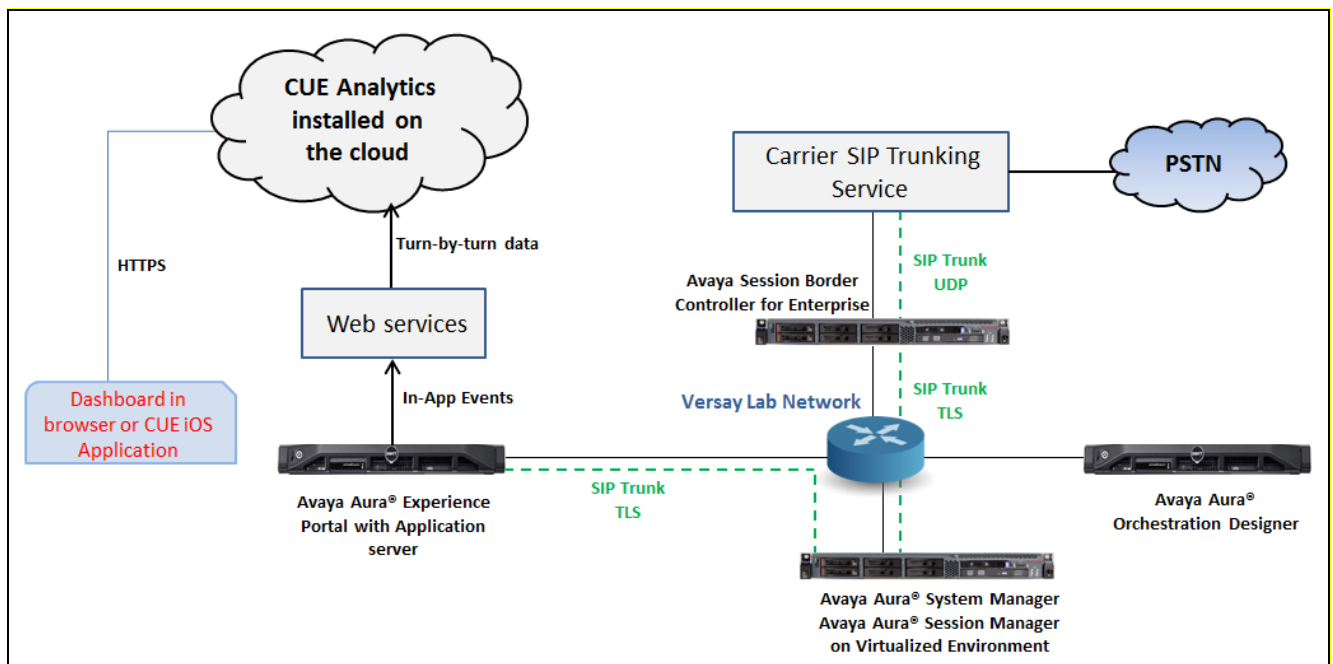 CUE Analytics
installed on
the cloud
Carrier SIP Trunking
Service
PSTN
Turn-by-turn data
HTTPS
SIP Trunk
UDP
Avaya Session Border
Controller for Enterprise
Web services
In-App Events
Versay Lab Network
SIP Trunk
TLS
Dashboard in
browser or CUE iOS
Application
SIP Trunk
TLS
Avaya Aura® Experience
Portal with Application
server
Avaya Aura®
Orchestration Designer
Avaya Aura® System Manager
Avaya Aura® Session Manager
on Virtualized Environment